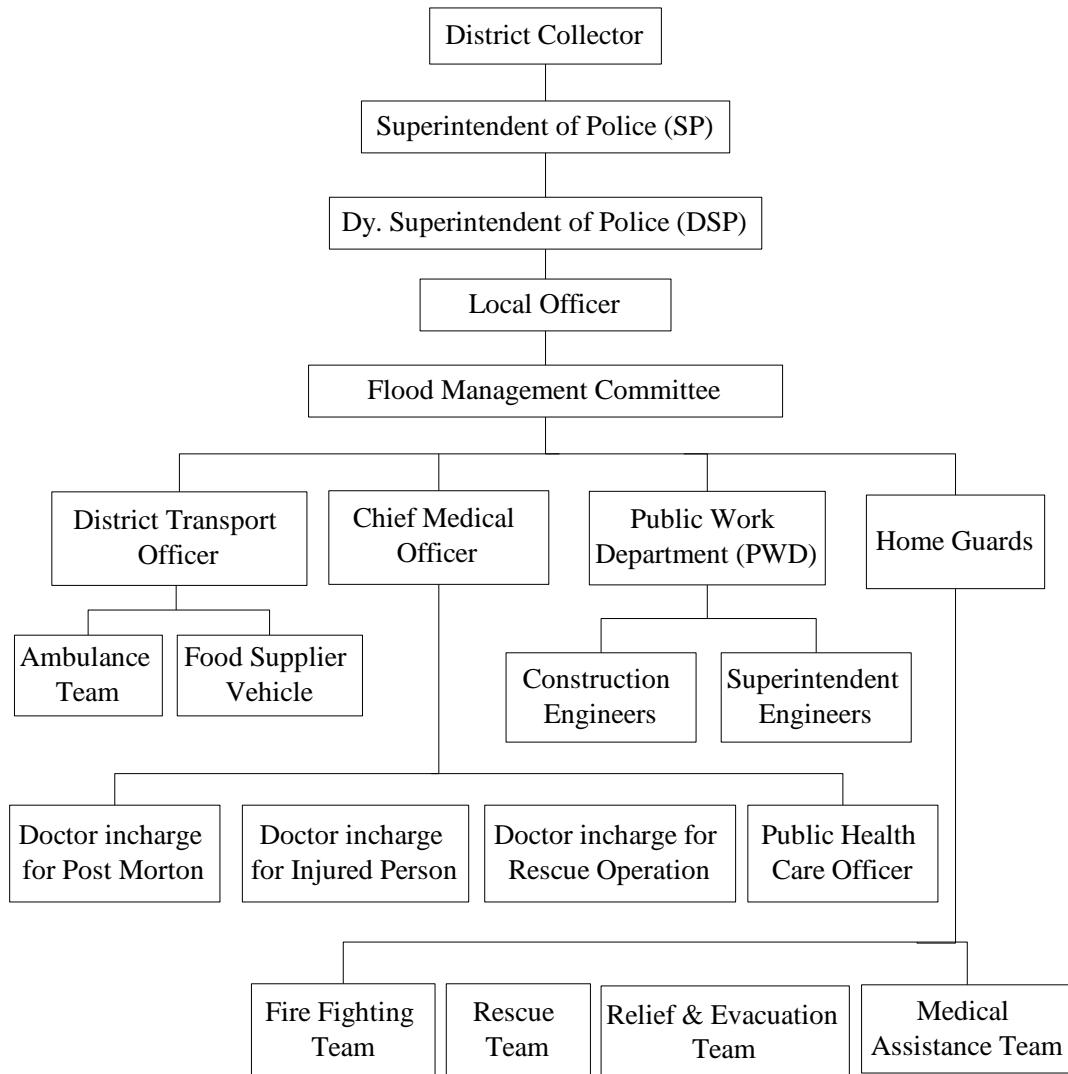 District Collector
Superintendent of Police (SP)
Dy. Superintendent of Police (DSP)
Local Officer
Flood Management Committee
District Transport
Officer
Chief Medical
Officer
Public Work
Department (PWD)
Home Guards
Ambulance
Team
Food Supplier
Vehicle
Construction
Engineers
Superintendent
Engineers
Doctor incharge
for Post Morton
Doctor incharge
for Injured Person
Doctor incharge for
Rescue Operation
Public Health
Care Officer
Fire Fighting
Team
Rescue
Team
Relief & Evacuation
Team
Medical
Assistance Team